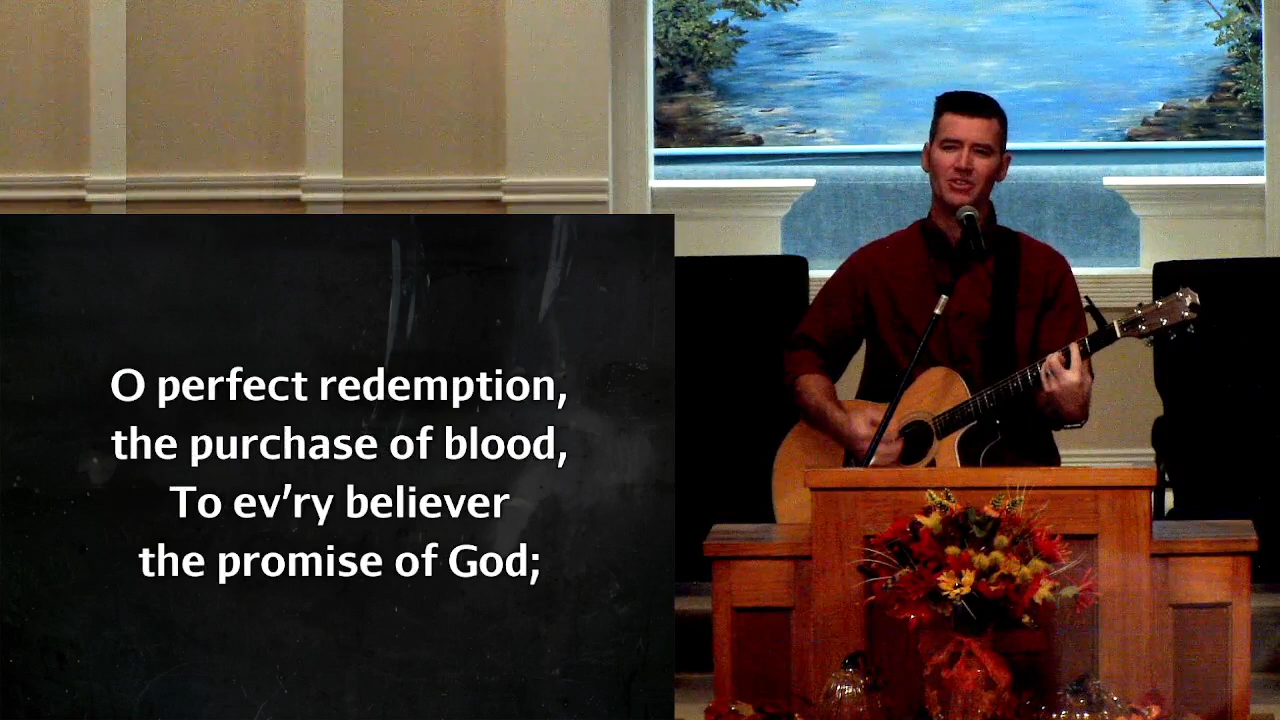 O perfect redemption,
the purchase of blood,
To ev’ry believer
the promise of God;